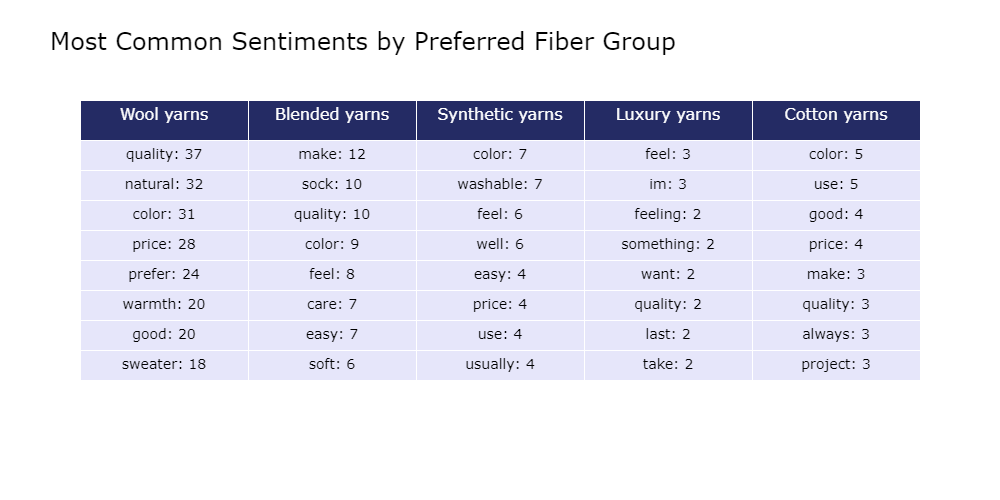 Most Common Sentiments by Preferred Fiber Group
Wool yarns Blended yarns Synthetic yarns Luxury yarns Cotton yarns
quality: 37 make: 12 color: 7 feel: 3 color: 5
natural: 32 sock: 10 washable: 7 im: 3 use: 5
color: 31 quality: 10 feel: 6 feeling: 2 good: 4
price: 28 color: 9 well: 6 something: 2 price: 4
prefer: 24 feel: 8 easy: 4 want: 2 make: 3
warmth: 20 care: 7 price: 4 quality: 2 quality: 3
good: 20 easy: 7 use: 4 last: 2 always: 3
sweater: 18 soft: 6 usually: 4 take: 2 project: 3